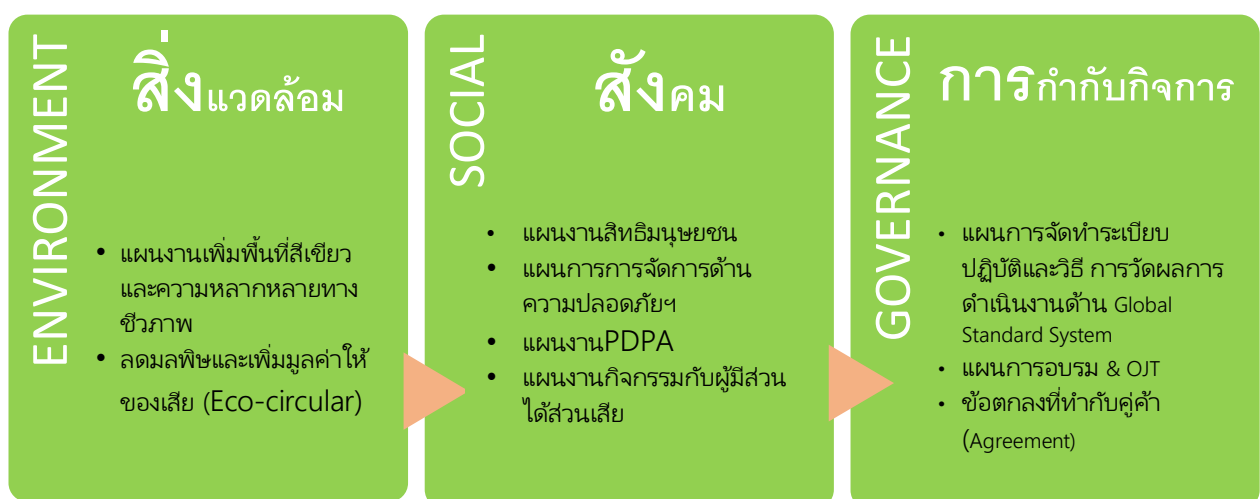 ENVIRONMENT
สิ่งแวดล้อม
• แผนงานเพิ่มพื้นที่สีเขียว
และความหลากหลายทาง
ชีวภาพ
• ลดมลพิษและเพิ่มมูลค่าให้
ของเสีย (Eco-circular)
SOCIAL
สังคม
• แผนงานสิทธิมนุษยชน
• แผนการการจัดการด้าน
ความปลอดภัยฯ
• แผนงานPDPA
• แผนงานกิจกรรมกับผู้มีส่วน
ได้ส่วนเสีย
GOVERNANCE
การกำกับกิจการ
• แผนการจัดทำระเบียบ
ปฏิบัติและวิธี การวัดผลการ
ดำเนินงานด้าน Global
Standard System
• แผนการอบรม & OJT
• ข้อตกลงที่ทำกับคู่ค้า
(Agreement)